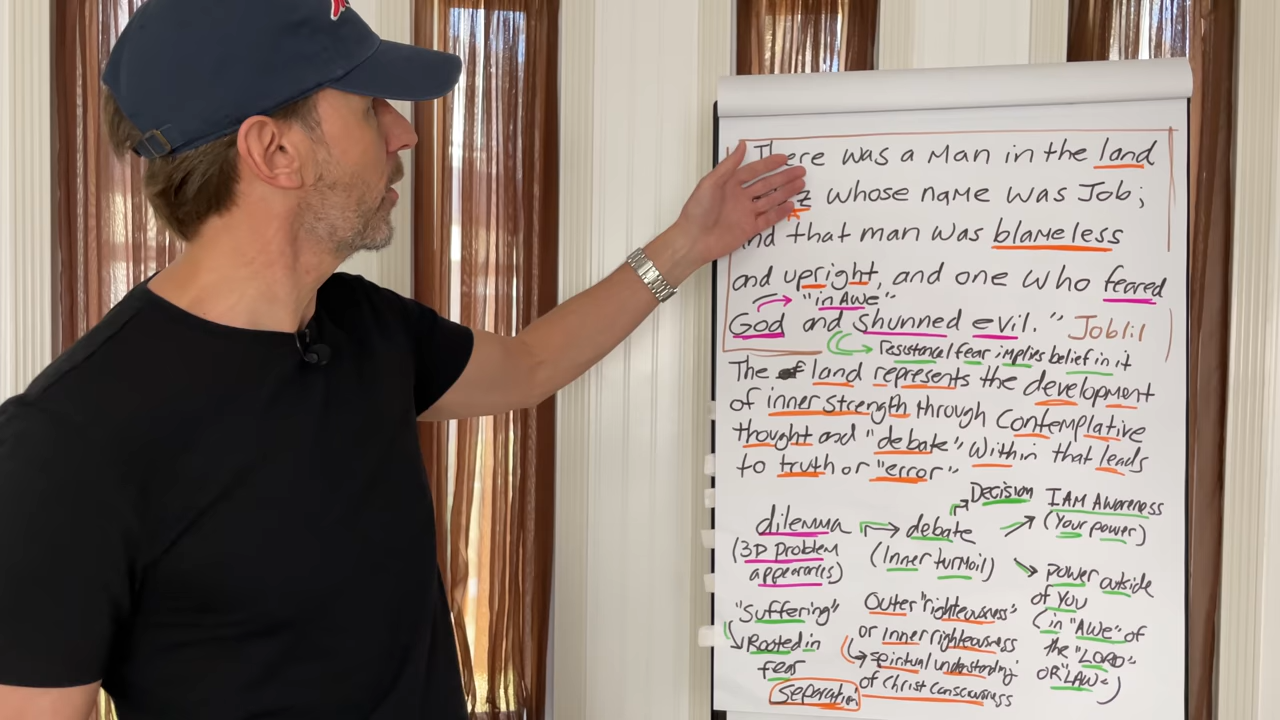 There was a Man in the land
z whose name was Job;
and that man was blameless
and upright, and one who feared
"in AWe"
God and shunned evil." Job1:1
Resistance/fear implies belief in it
The of land represents the development
of inner strength through Contemplative
thought and "debate" within that leads
to truth or "error"
Decision
dilemma debate
I AM AWareness
(Your power)
(3D problem
appearances)
(Inner turmoil)
power outside
of you
(in "AWe" of
the "LORD"
OR "LAW")
"Suffering"
Rooted in
fear
separation
Outer "righteousness"
or inner righteousness
spiritual understanding
of Christ consciousness